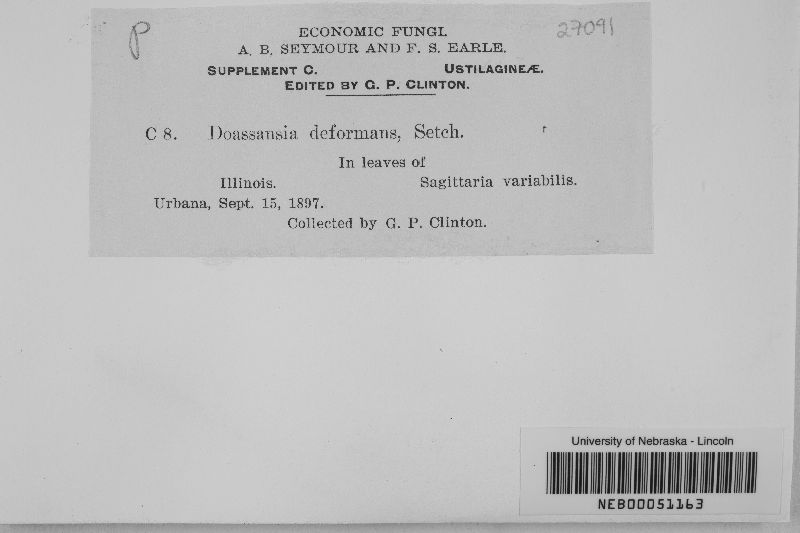 P
27091
ECONOMIC FUNGI.
A. B. SEYMOUR AND F. S. EARLE.
SUPPLEMENT C. USTILAGINEÆ.
EDITED BY G. P. CLINTON.
C 8. Doassansia deformans, Setch.
In leaves of
Illinois. Sagittaria variabilis.
Urbana, Sept. 15, 1897.
Collected by G. P. Clinton.
University of Nebraska - Lincoln
NEB00051163